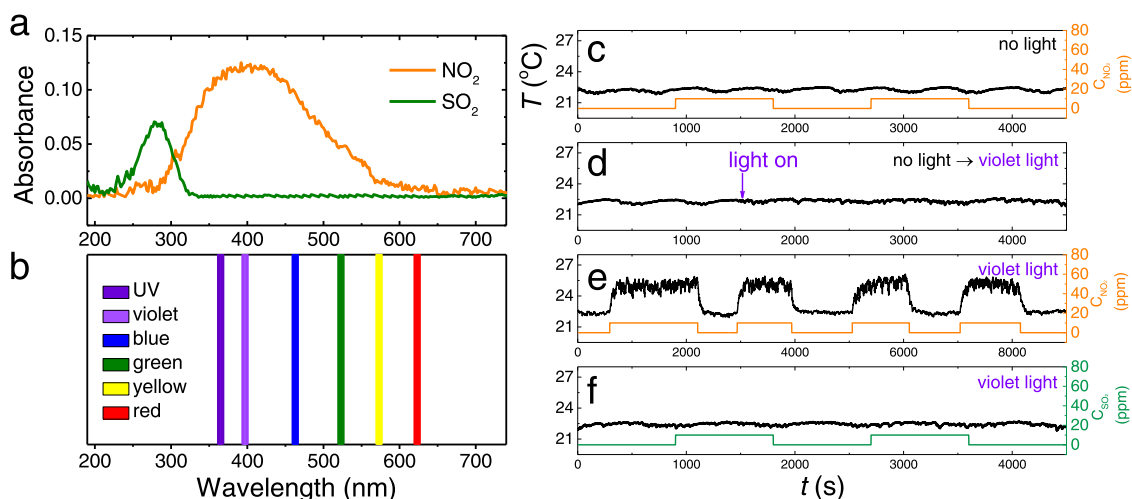 a
0.15
0.10
0.05
0.00
Absorbance
NO₂
SO₂
200 300 400 500 600 700
b
UV
violet
blue
green
yellow
red
200 300 400 500 600 700
Wavelength (nm)
T (°C)
c
no light
27
24
21
80
60
40
20
0
C_NO₂ (ppm)
0 1000 2000 3000 4000
d
light on
no light → violet light
27
24
21
0 1000 2000 3000 4000
e
violet light
27
24
21
80
60
40
20
0
C_NO₂ (ppm)
0 2000 4000 6000 8000
f
violet light
27
24
21
80
60
40
20
0
C_SO₂ (ppm)
0 1000 2000 3000 4000
t (s)